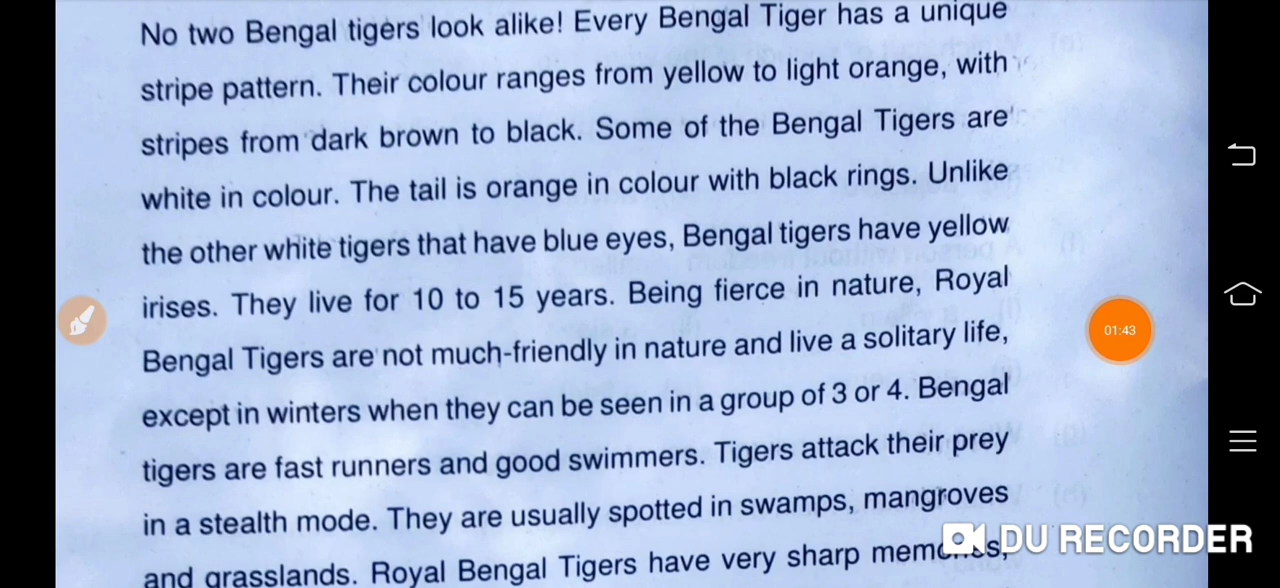 No two Bengal tigers look alike! Every Bengal Tiger has a unique
stripe pattern. Their colour ranges from yellow to light orange, with
stripes from dark brown to black. Some of the Bengal Tigers are
white in colour. The tail is orange in colour with black rings. Unlike
the other white tigers that have blue eyes, Bengal tigers have yellow
irises. They live for 10 to 15 years. Being fierce in nature, Royal
01:43
Bengal Tigers are not much-friendly in nature and live a solitary life,
except in winters when they can be seen in a group of 3 or 4. Bengal
tigers are fast runners and good swimmers. Tigers attack their prey
in a stealth mode. They are usually spotted in swamps, mangroves
DU RECORDER
and grasslands. Royal Bengal Tigers have very sharp memories,